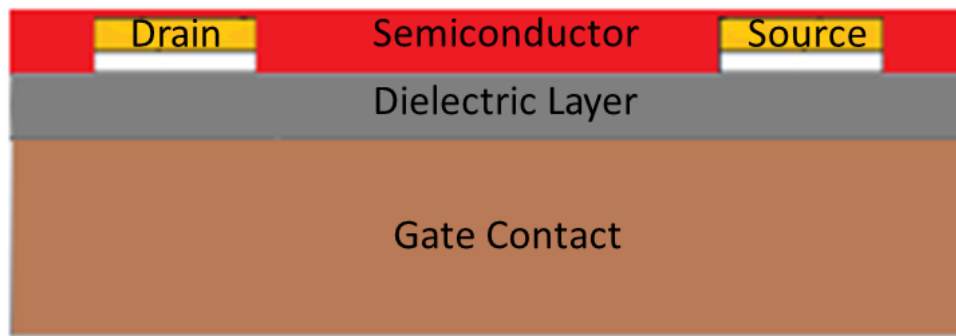 Drain Semiconductor Source
Dielectric Layer
Gate Contact